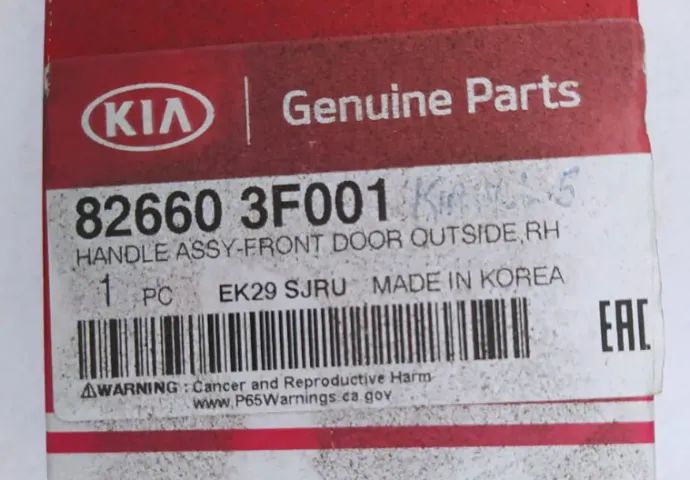 KIA Genuine Parts
82660 3F001
HANDLE ASSY-FRONT DOOR OUTSIDE,RH
1 PC EK29 SJRU MADE IN KOREA
EAC
⚠WARNING : Cancer and Reproductive Harm
www.P65Warnings.ca.gov